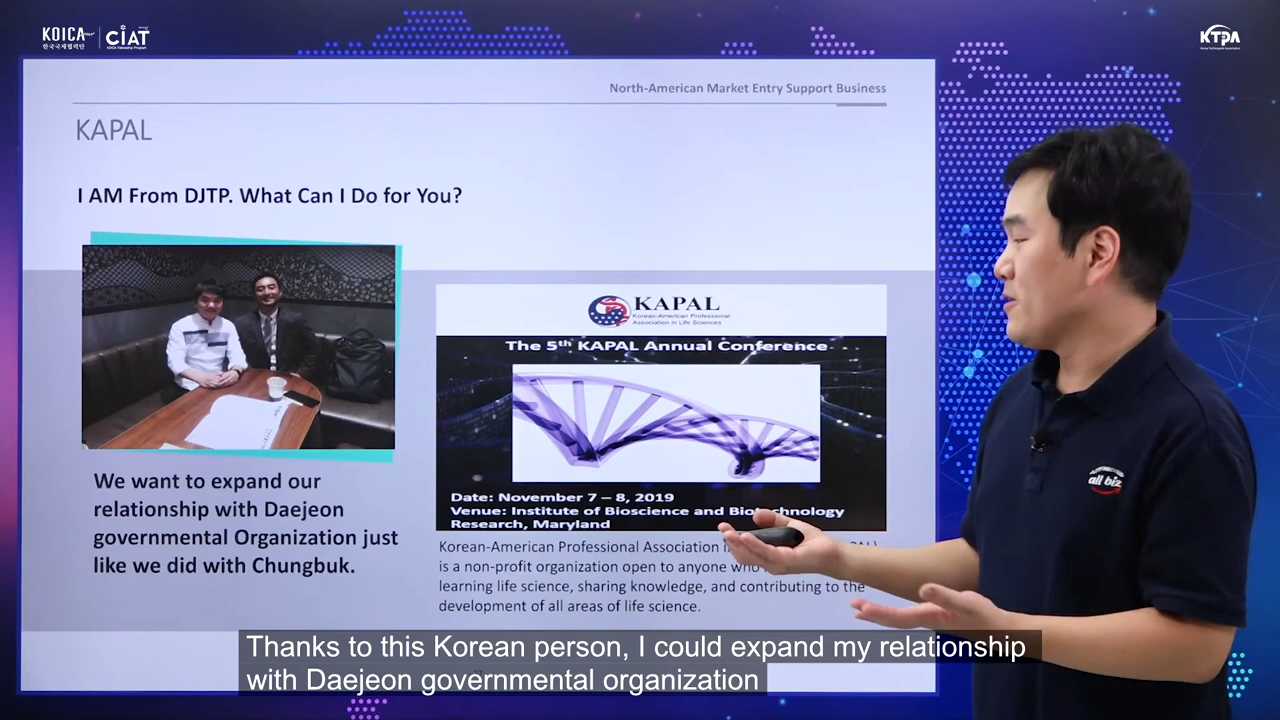 KOICA
한국국제협력단
CIAT
KOICA Fellowship Program
KTPA
Korea Technopark Association
North-American Market Entry Support Business
KAPAL
I AM From DJTP. What Can I Do for You?
KAPAL
Korean-American Professional
Association in Life Sciences
The 5th KAPAL Annual Conference
Date: November 7 – 8, 2019
Venue: Institute of Bioscience and Biotechnology
Research, Maryland
We want to expand our
relationship with Daejeon
governmental Organization just
like we did with Chungbuk.
Korean-American Professional Association
is a non-profit organization open to anyone who
learning life science, sharing knowledge, and contributing to the
development of all areas of life science.
all biz
Thanks to this Korean person, I could expand my relationship
with Daejeon governmental organization